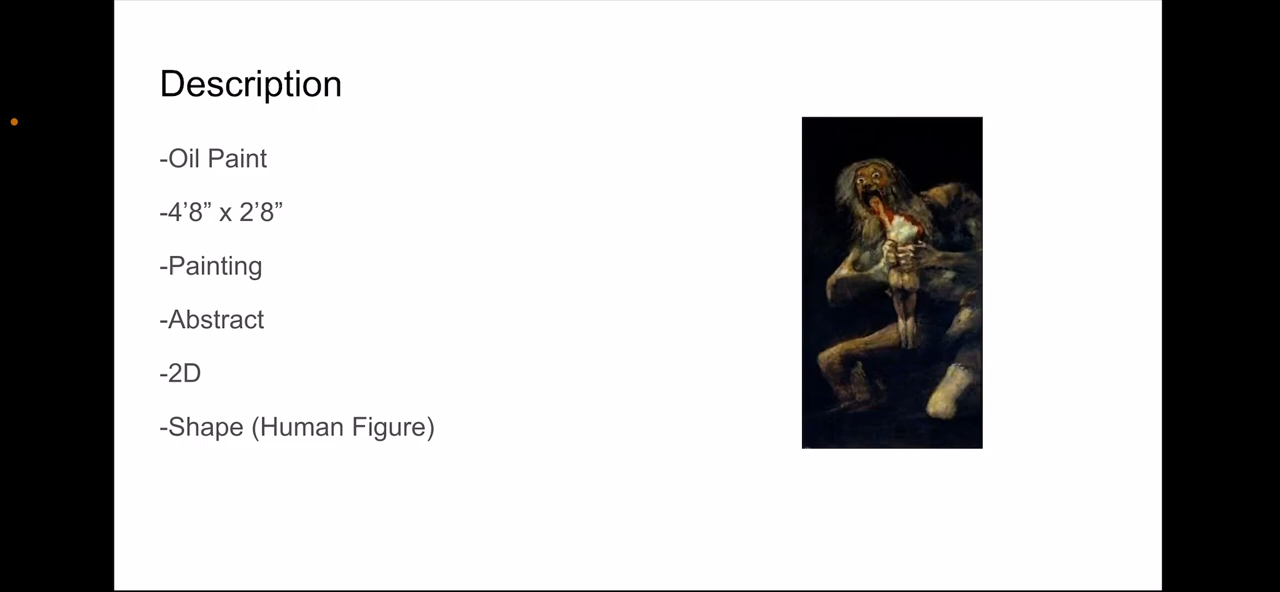 Description
-Oil Paint
-4’8” x 2’8”
-Painting
-Abstract
-2D
-Shape (Human Figure)